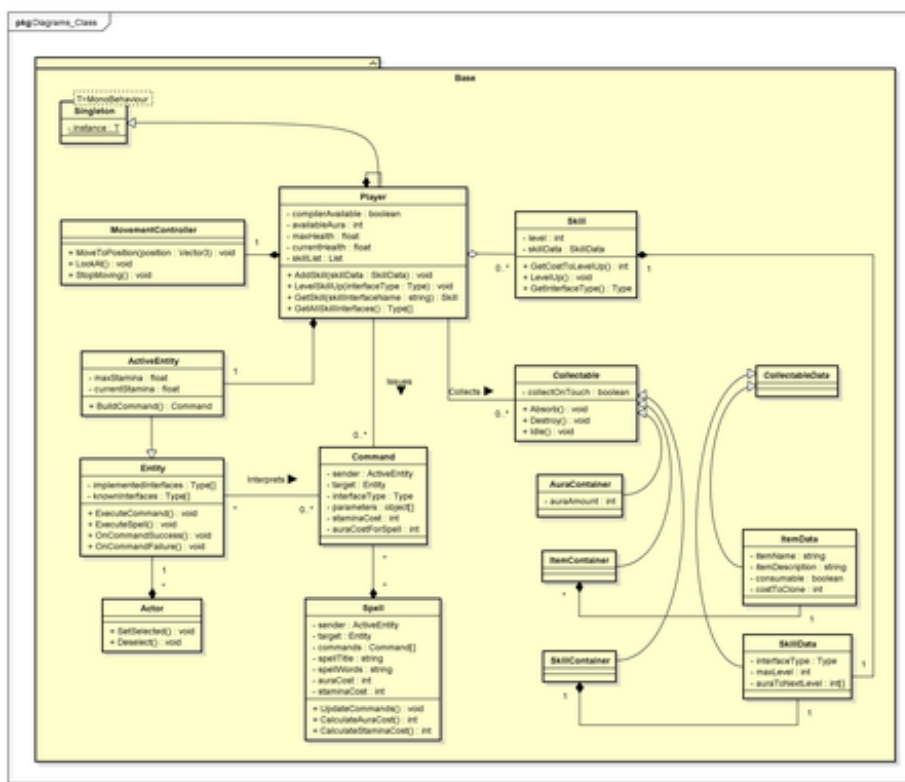 pkg Diagrams_Class
Base
T>MonoBehaviour
Singleton
- instance : T
Player
- compilerAvailable : boolean
- availableAura : int
- maxHealth : float
- currentHealth : float
- skillList : List
+ AddSkill(skillData : SkillData) : void
+ LevelSkillUp(interfaceType : Type) : void
+ GetSkill(skillInterfaceName : string) : Skill
+ GetAllSkillInterfaces() : Type[]
MovementController
+ MoveToPosition(position : Vector3) : void
+ LookAt() : void
+ StopMoving() : void
1
Skill
- level : int
- skillData : SkillData
+ GetCostToLevelUp() : int
+ LevelUp() : void
+ GetInterfaceType() : Type
0..*
1
ActiveEntity
- maxStamina : float
- currentStamina : float
+ BuildCommand() : Command
1
Issues
Collects
0..*
0..*
Collectable
- collectOnTouch : boolean
+ Absorb() : void
+ Destroy() : void
+ Idle() : void
CollectableData
Entity
- implementedInterfaces : Type[]
- knownInterfaces : Type[]
+ ExecuteCommand() : void
+ ExecuteSpell() : void
+ OnCommandSuccess() : void
+ OnCommandFailure() : void
Interprets
*
0..*
Command
- sender : ActiveEntity
- target : Entity
- interfaceType : Type
- parameters : object[]
- staminaCost : int
- auraCostForSpell : int
AuraContainer
- auraAmount : int
ItemContainer
*
1
ItemData
- itemName : string
- itemDescription : string
- consumable : boolean
- costToClone : int
1
*
Actor
+ SetSelected() : void
+ Deselect() : void
*
*
Spell
- sender : ActiveEntity
- target : Entity
- commands : Command[]
- spellTitle : string
- spellWords : string
- auraCost : int
- staminaCost : int
+ UpdateCommands() : void
+ CalculateAuraCost() : int
+ CalculateStaminaCost() : int
SkillContainer
1
1
SkillData
- interfaceType : Type
- maxLevel : int
- auraToNextLevel : int[]
1